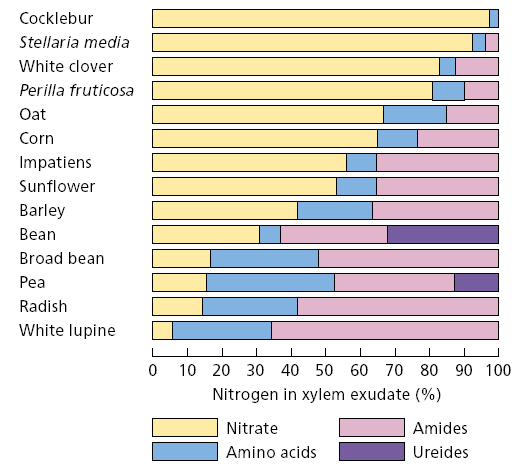 Cocklebur
Stellaria media
White clover
Perilla fruticosa
Oat
Corn
Impatiens
Sunflower
Barley
Bean
Broad bean
Pea
Radish
White lupine
0 10 20 30 40 50 60 70 80 90 100
Nitrogen in xylem exudate (%)
Nitrate Amides
Amino acids Ureides